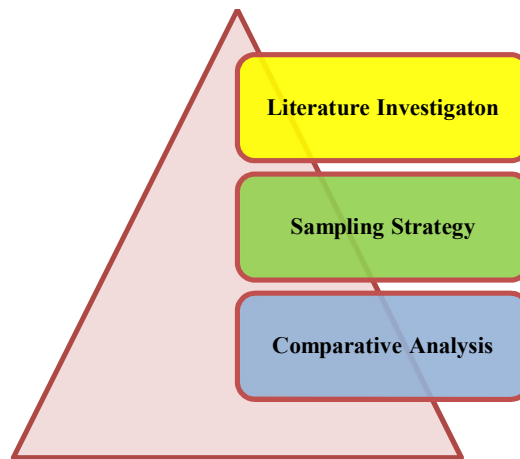 Literature Investigaton
Sampling Strategy
Comparative Analysis